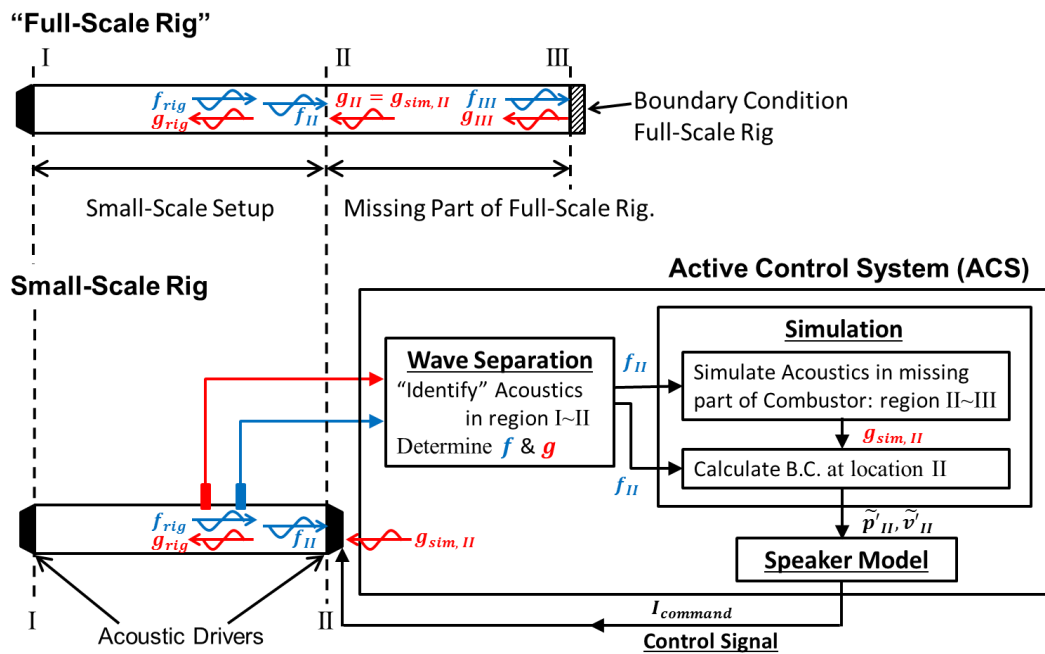 “Full-Scale Rig”
I
II
III
f_rig
g_rig
f_II
g_II = g_sim, II
f_III
g_III
Boundary Condition
Full-Scale Rig
Small-Scale Setup
Missing Part of Full-Scale Rig.
Small-Scale Rig
Active Control System (ACS)
Wave Separation
“Identify” Acoustics
in region I~II
Determine f & g
f_II
f_II
Simulation
Simulate Acoustics in missing
part of Combustor: region II~III
g_sim, II
Calculate B.C. at location II
p̃'_II, ṽ'_II
Speaker Model
f_rig
g_rig
f_II
g_sim, II
I
Acoustic Drivers
II
I_command
Control Signal